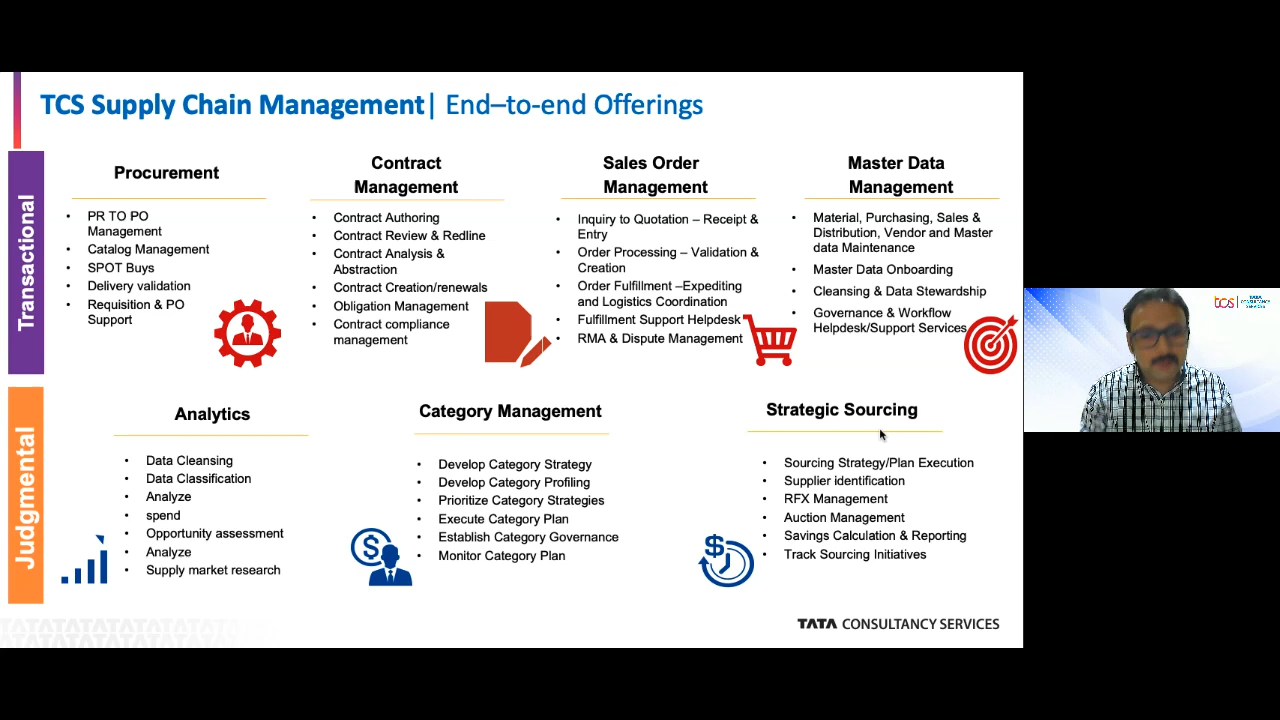 TCS Supply Chain Management| End–to-end Offerings
Transactional
Procurement
• PR TO PO
Management
• Catalog Management
• SPOT Buys
• Delivery validation
• Requisition & PO
Support
Contract
Management
• Contract Authoring
• Contract Review & Redline
• Contract Analysis &
Abstraction
• Contract Creation/renewals
• Obligation Management
• Contract compliance
management
Sales Order
Management
• Inquiry to Quotation – Receipt &
Entry
• Order Processing – Validation &
Creation
• Order Fulfillment –Expediting
and Logistics Coordination
• Fulfillment Support Helpdesk
• RMA & Dispute Management
Master Data
Management
• Material, Purchasing, Sales &
Distribution, Vendor and Master
data Maintenance
• Master Data Onboarding
• Cleansing & Data Stewardship
• Governance & Workflow
Helpdesk/Support Services
Judgmental
Analytics
• Data Cleansing
• Data Classification
• Analyze
• spend
• Opportunity assessment
• Analyze
• Supply market research
Category Management
• Develop Category Strategy
• Develop Category Profiling
• Prioritize Category Strategies
• Execute Category Plan
• Establish Category Governance
• Monitor Category Plan
Strategic Sourcing
• Sourcing Strategy/Plan Execution
• Supplier identification
• RFX Management
• Auction Management
• Savings Calculation & Reporting
• Track Sourcing Initiatives
TATA CONSULTANCY SERVICES
tcs
TATA
CONSULTANCY
SERVICES